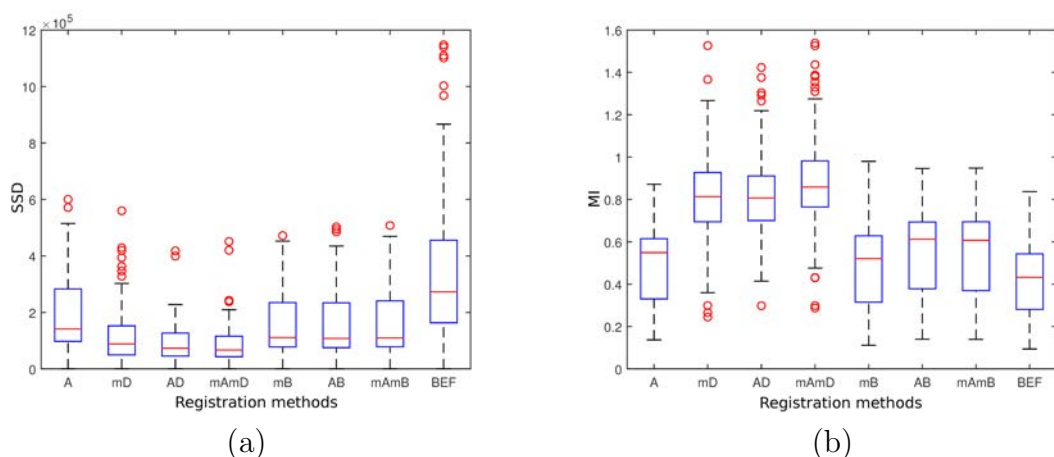 ×10⁵
12
10
8
6
4
2
0
SSD
A mD AD mAmD mB AB mAmB BEF
Registration methods
(a)
1.6
1.4
1.2
1
0.8
0.6
0.4
0.2
0
MI
A mD AD mAmD mB AB mAmB BEF
Registration methods
(b)